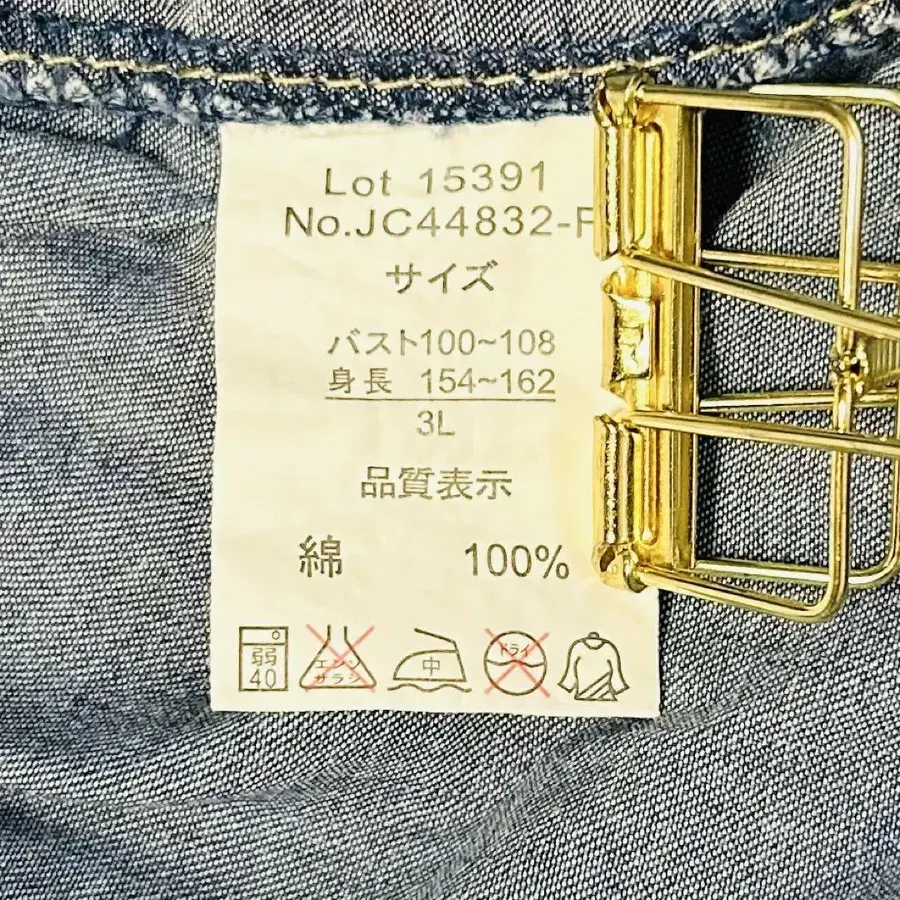 Lot 15391
No.JC44832-F
サイズ
バスト100~108
身長 154~162
3L
品質表示
綿 100%
弱 40
エンソ サラシ
中
ドライ